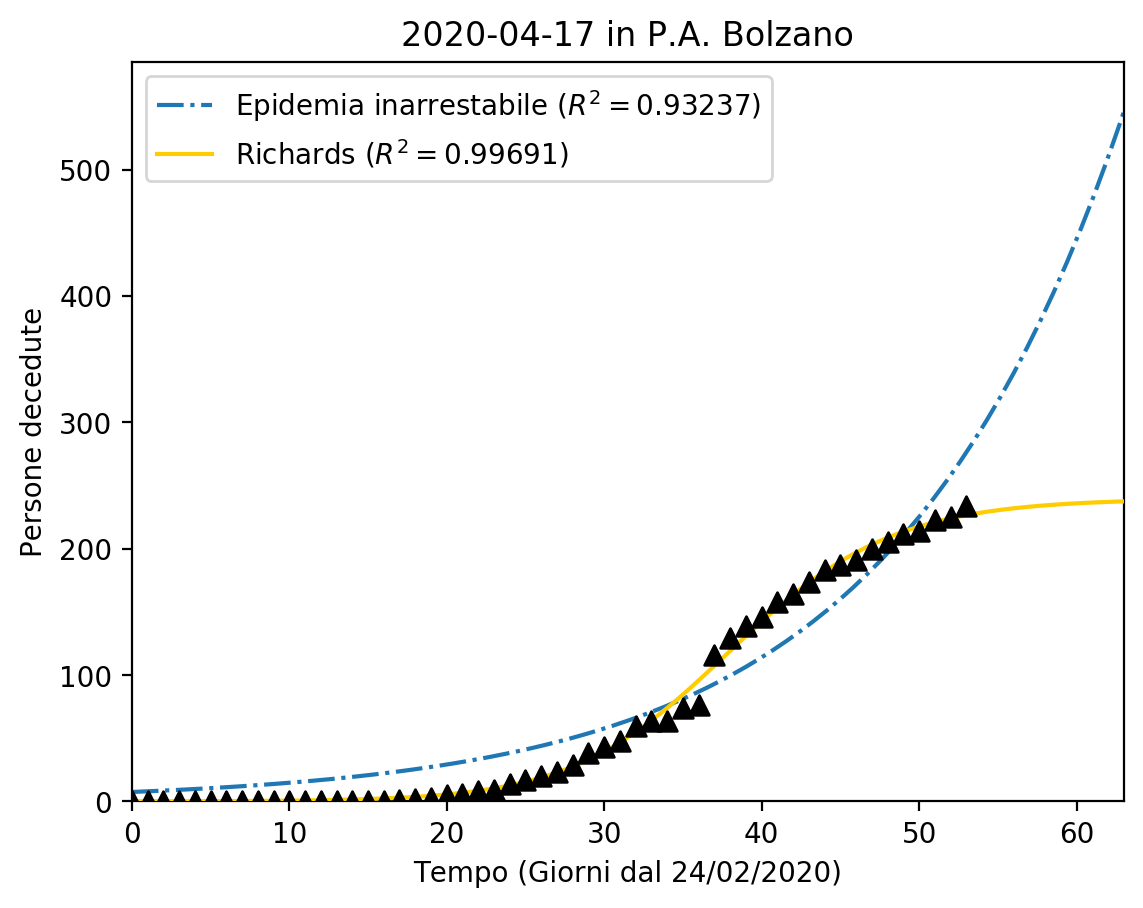 2020-04-17 in P.A. Bolzano
Epidemia inarrestabile (R² = 0.93237)
Richards (R² = 0.99691)
500
400
300
200
100
0
Persone decedute
0 10 20 30 40 50 60
Tempo (Giorni dal 24/02/2020)